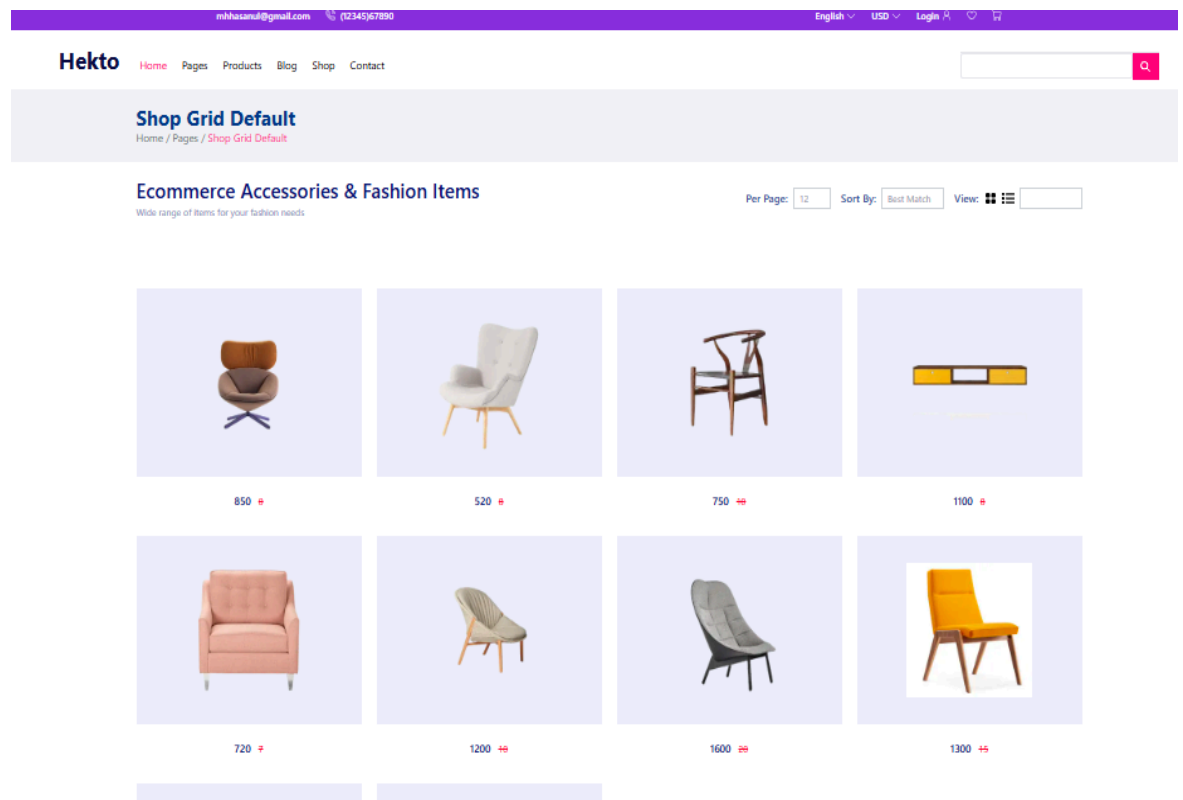 mhhasanul@gmail.com (12345)67890 English USD Login
Hekto Home Pages Products Blog Shop Contact
Shop Grid Default
Home / Pages / Shop Grid Default
Ecommerce Accessories & Fashion Items
Wide range of items for your fashion needs
Per Page: 12 Sort By: Best Match View:
850 520 750 1100
720 7 1200 10 1600 20 1300 15